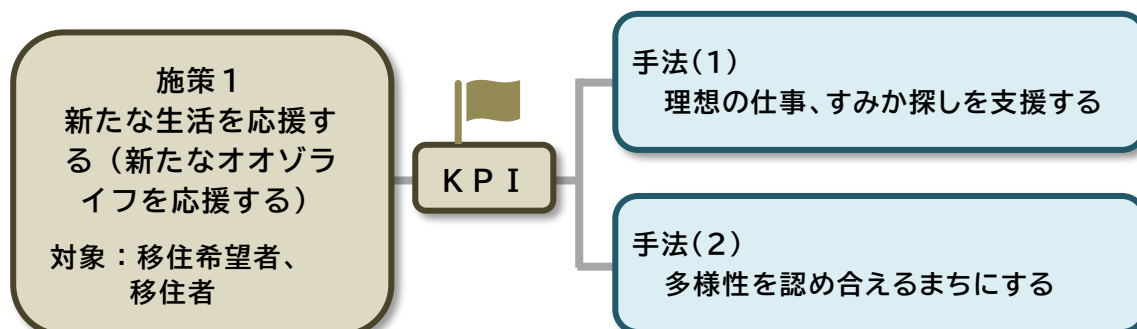 施策１
新たな生活を応援す
る（新たなオオゾラ
イフを応援する）
対象：移住希望者、
移住者
ＫＰＩ
手法（１）
理想の仕事、すみか探しを支援する
手法（２）
多様性を認め合えるまちにする